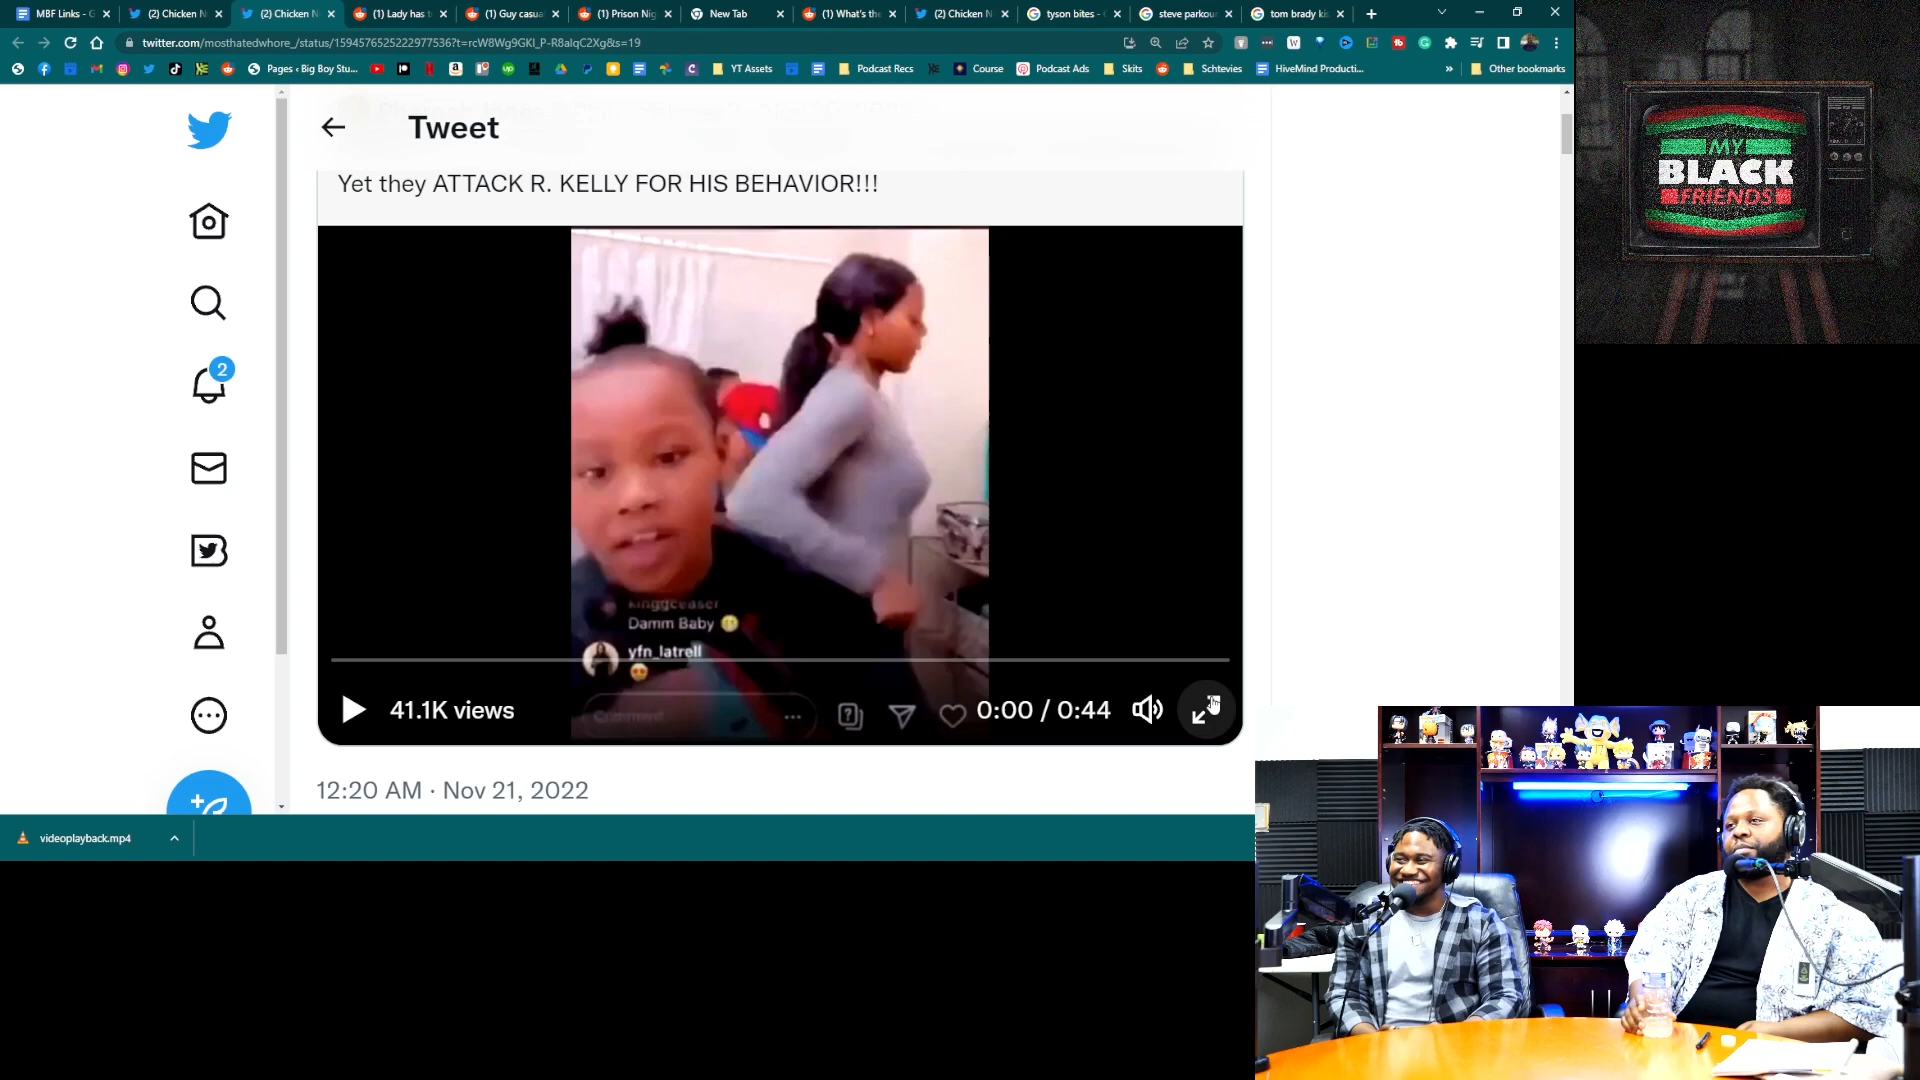 MBF Links - G
(2) Chicken N
(2) Chicken N
(1) Lady has t
(1) Guy casua
(1) Prison Nig
New Tab
(1) What's the
(2) Chicken N
tyson bites -
steve parkour
tom brady ki
twitter.com/mosthatedwhore_/status/1594576525222977536?t=rcW8Wg9GKl_P-R8alqC2Xg&s=19
Pages ‹ Big Boy Stu...
YT Assets
Podcast Recs
Course
Podcast Ads
Skits
Schtevies
HiveMind Producti...
»
Other bookmarks
Tweet
Yet they ATTACK R. KELLY FOR HIS BEHAVIOR!!!
2
kinggceaser
Damm Baby
yfn_latrell
Comment
41.1K views
0:00 / 0:44
12:20 AM · Nov 21, 2022
videoplayback.mp4
MY
BLACK
FRIENDS